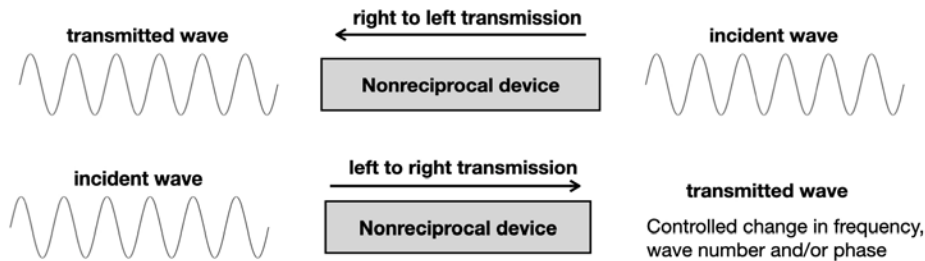 right to left transmission
transmitted wave
incident wave
Nonreciprocal device
left to right transmission
incident wave
transmitted wave
Nonreciprocal device
Controlled change in frequency,
wave number and/or phase